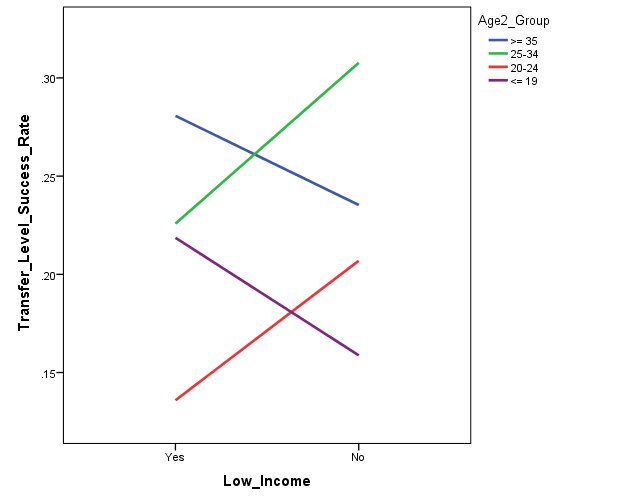 Age2_Group
>= 35
25-34
20-24
<= 19
Transfer_Level_Success_Rate
.30
.25
.20
.15
Yes
No
Low_Income